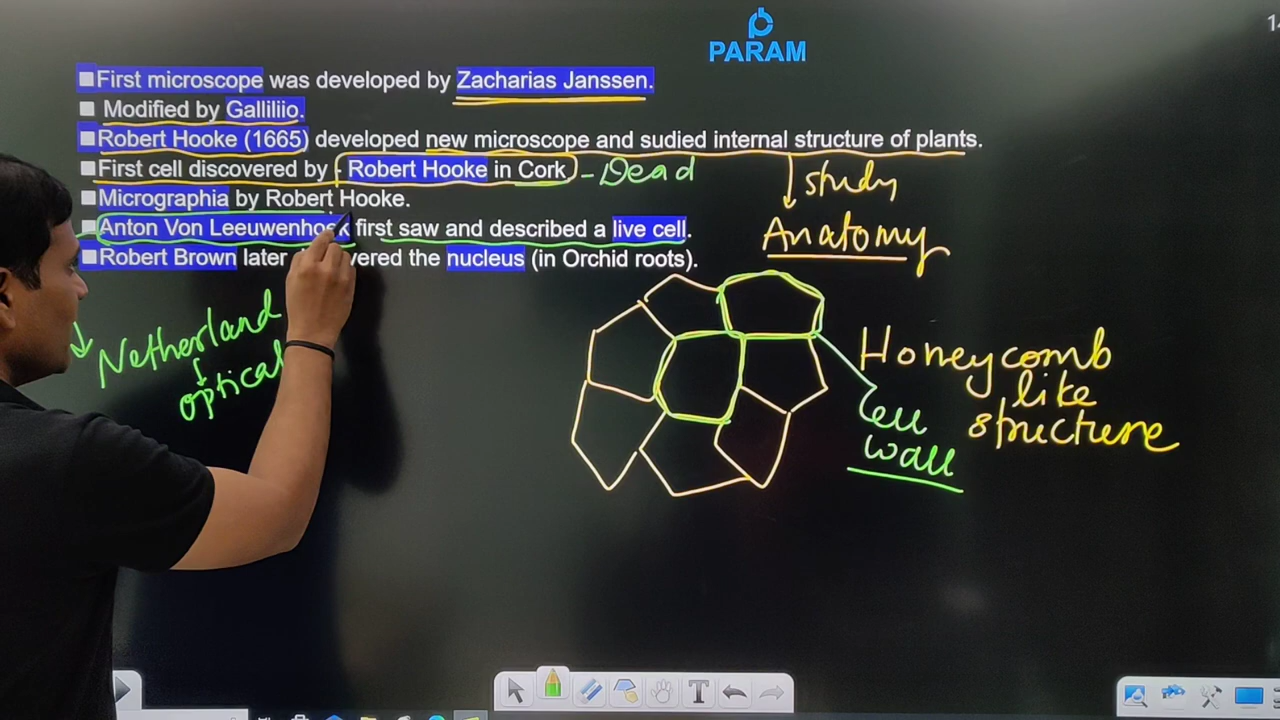 PARAM
■First microscope was developed by Zacharias Janssen.
■ Modified by Galliliio.
■Robert Hooke (1665) developed new microscope and sudied internal structure of plants.
■First cell discovered by - Robert Hooke in Cork. - Dead
■Micrographia by Robert Hooke.
■Anton Von Leeuwenhoek first saw and described a live cell.
■Robert Brown later vered the nucleus (in Orchid roots).
study
Anatomy
Netherland
optical
Honeycomb
like
structure
Cell
wall